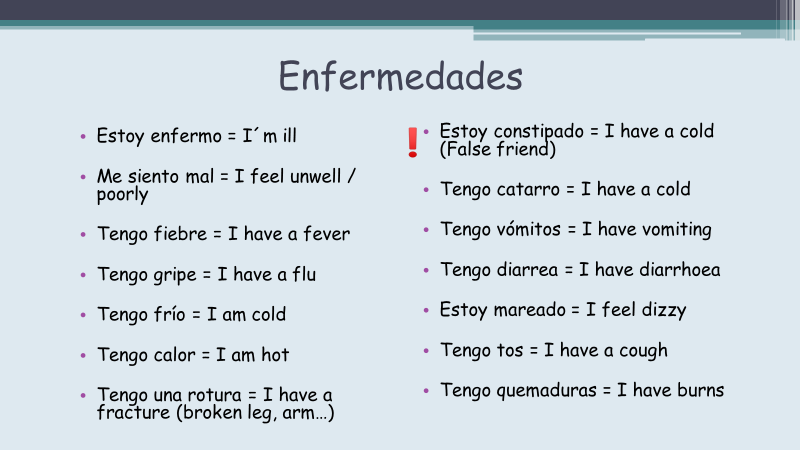 Enfermedades
• Estoy enfermo = I´m ill
• Me siento mal = I feel unwell /
poorly
• Tengo fiebre = I have a fever
• Tengo gripe = I have a flu
• Tengo frío = I am cold
• Tengo calor = I am hot
• Tengo una rotura = I have a
fracture (broken leg, arm…)
❗• Estoy constipado = I have a cold
(False friend)
• Tengo catarro = I have a cold
• Tengo vómitos = I have vomiting
• Tengo diarrea = I have diarrhoea
• Estoy mareado = I feel dizzy
• Tengo tos = I have a cough
• Tengo quemaduras = I have burns